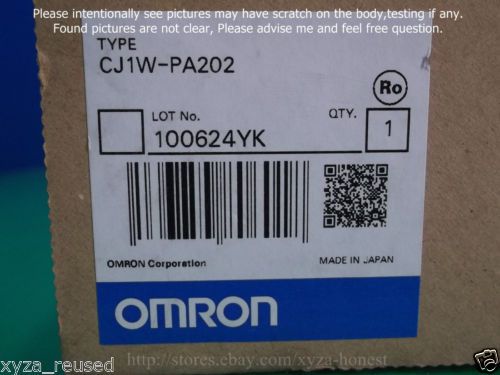 Please intentionally see pictures may have scratch on the body,testing if any.
Found pictures are not clear, Please advise me and feel free question.
TYPE
CJ1W-PA202
Ro
LOT No.
QTY.
100624YK
1
OMRON Corporation
MADE IN JAPAN
OMRON
xyza_reused
http://stores.ebay.com/xyza-honest
xyza_reused